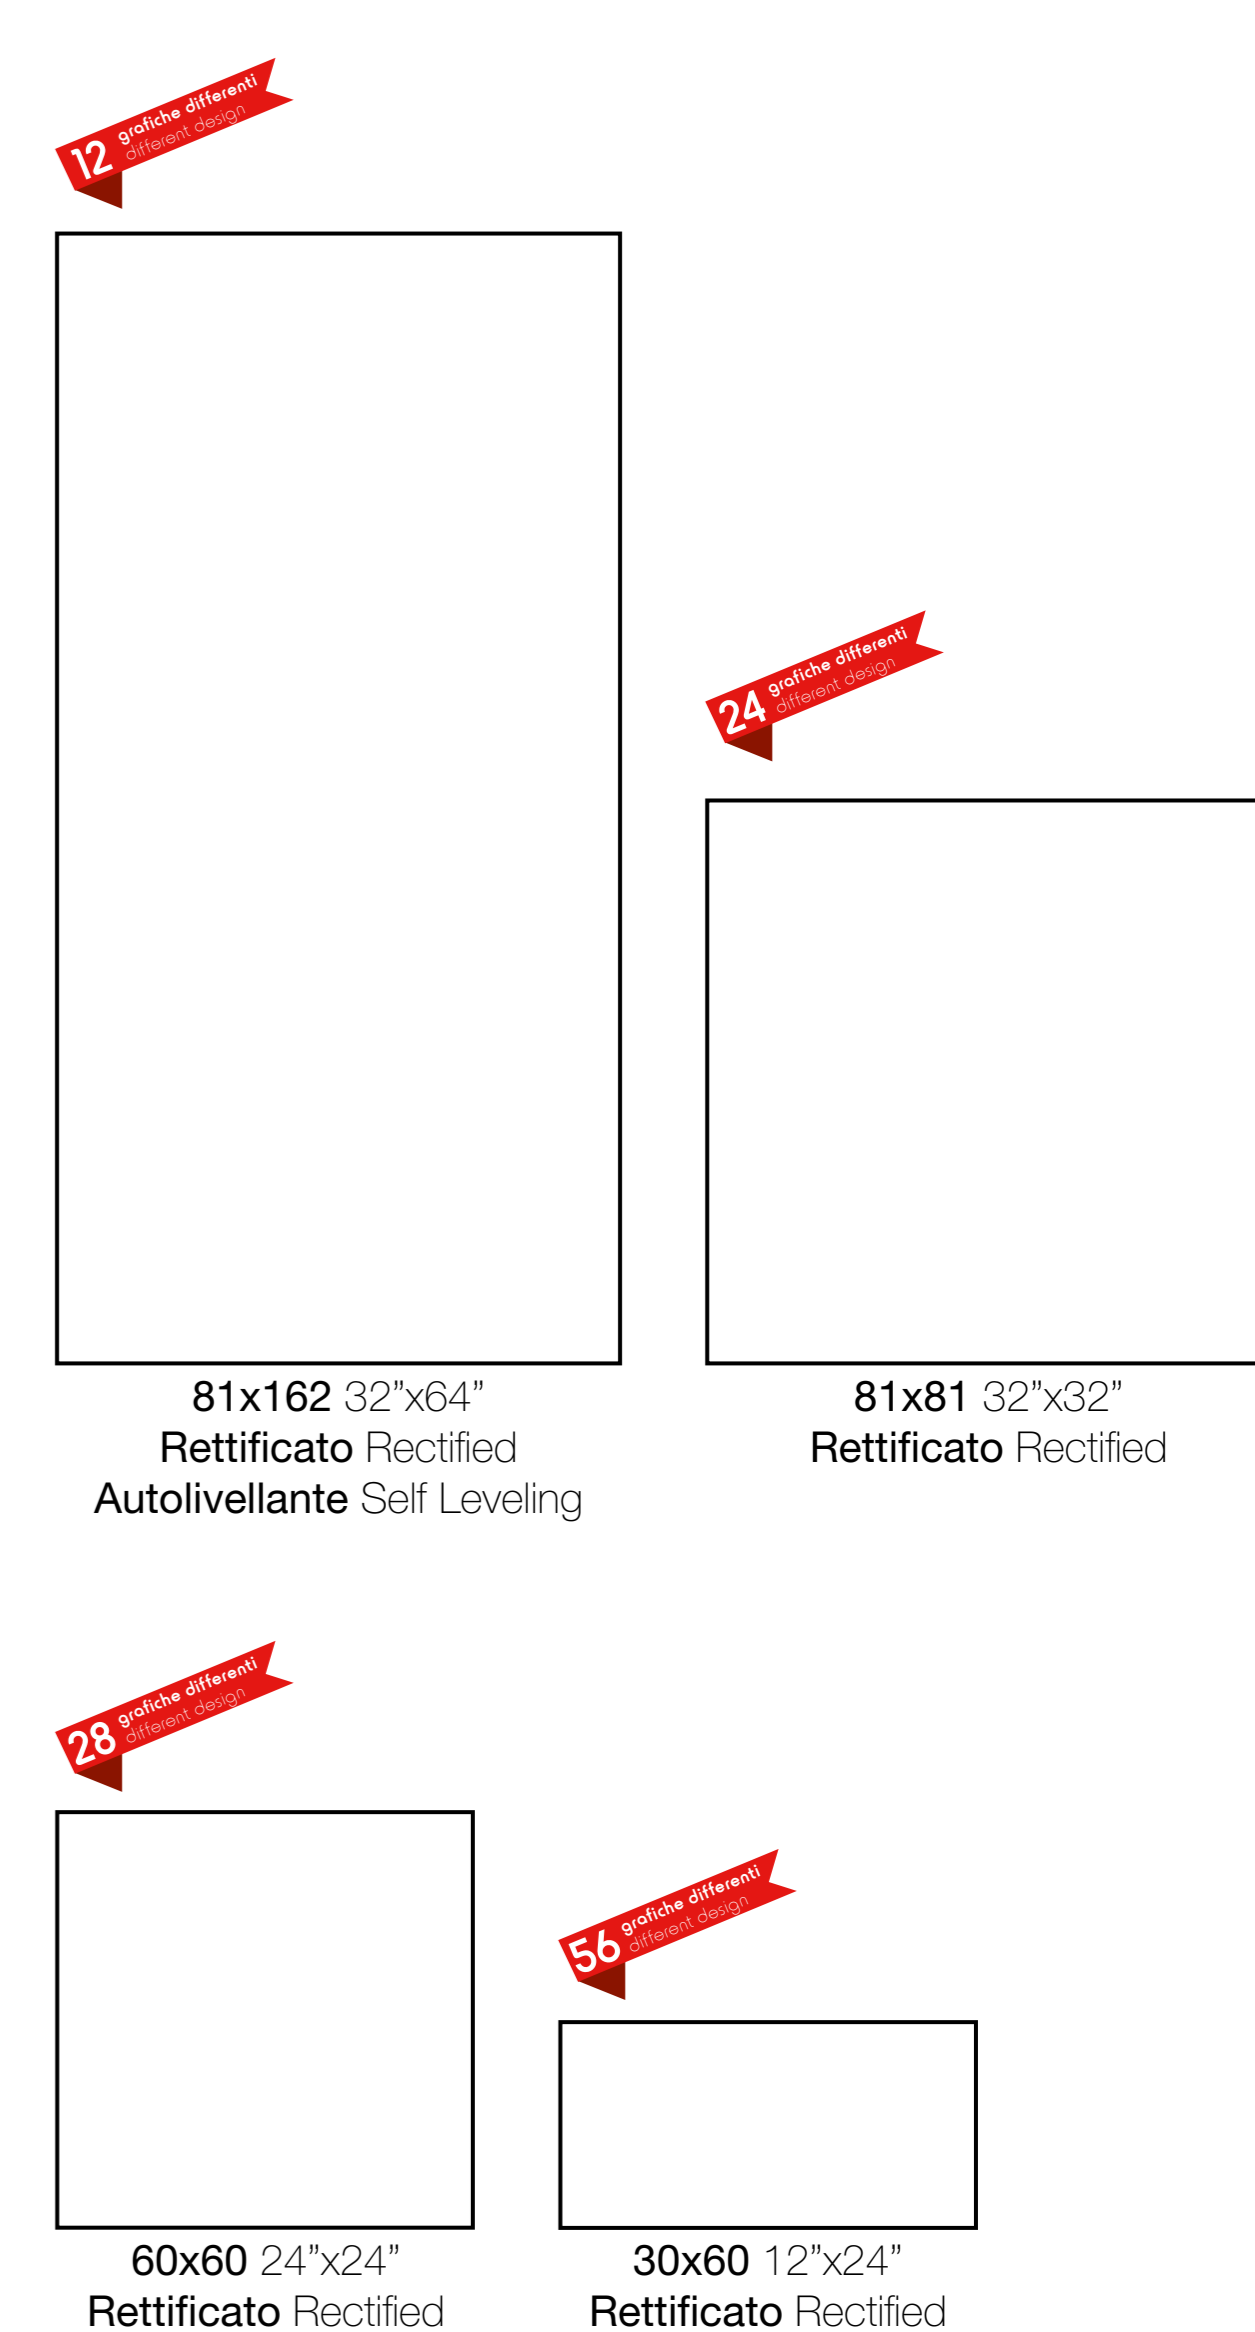 12 grafiche differenti
different design
24 grafiche differenti
different design
81x162 32”x64”
Rettificato Rectified
Autolivellante Self Leveling
81x81 32”x32”
Rettificato Rectified
28 grafiche differenti
different design
56 grafiche differenti
different design
60x60 24”x24”
Rettificato Rectified
30x60 12”x24”
Rettificato Rectified